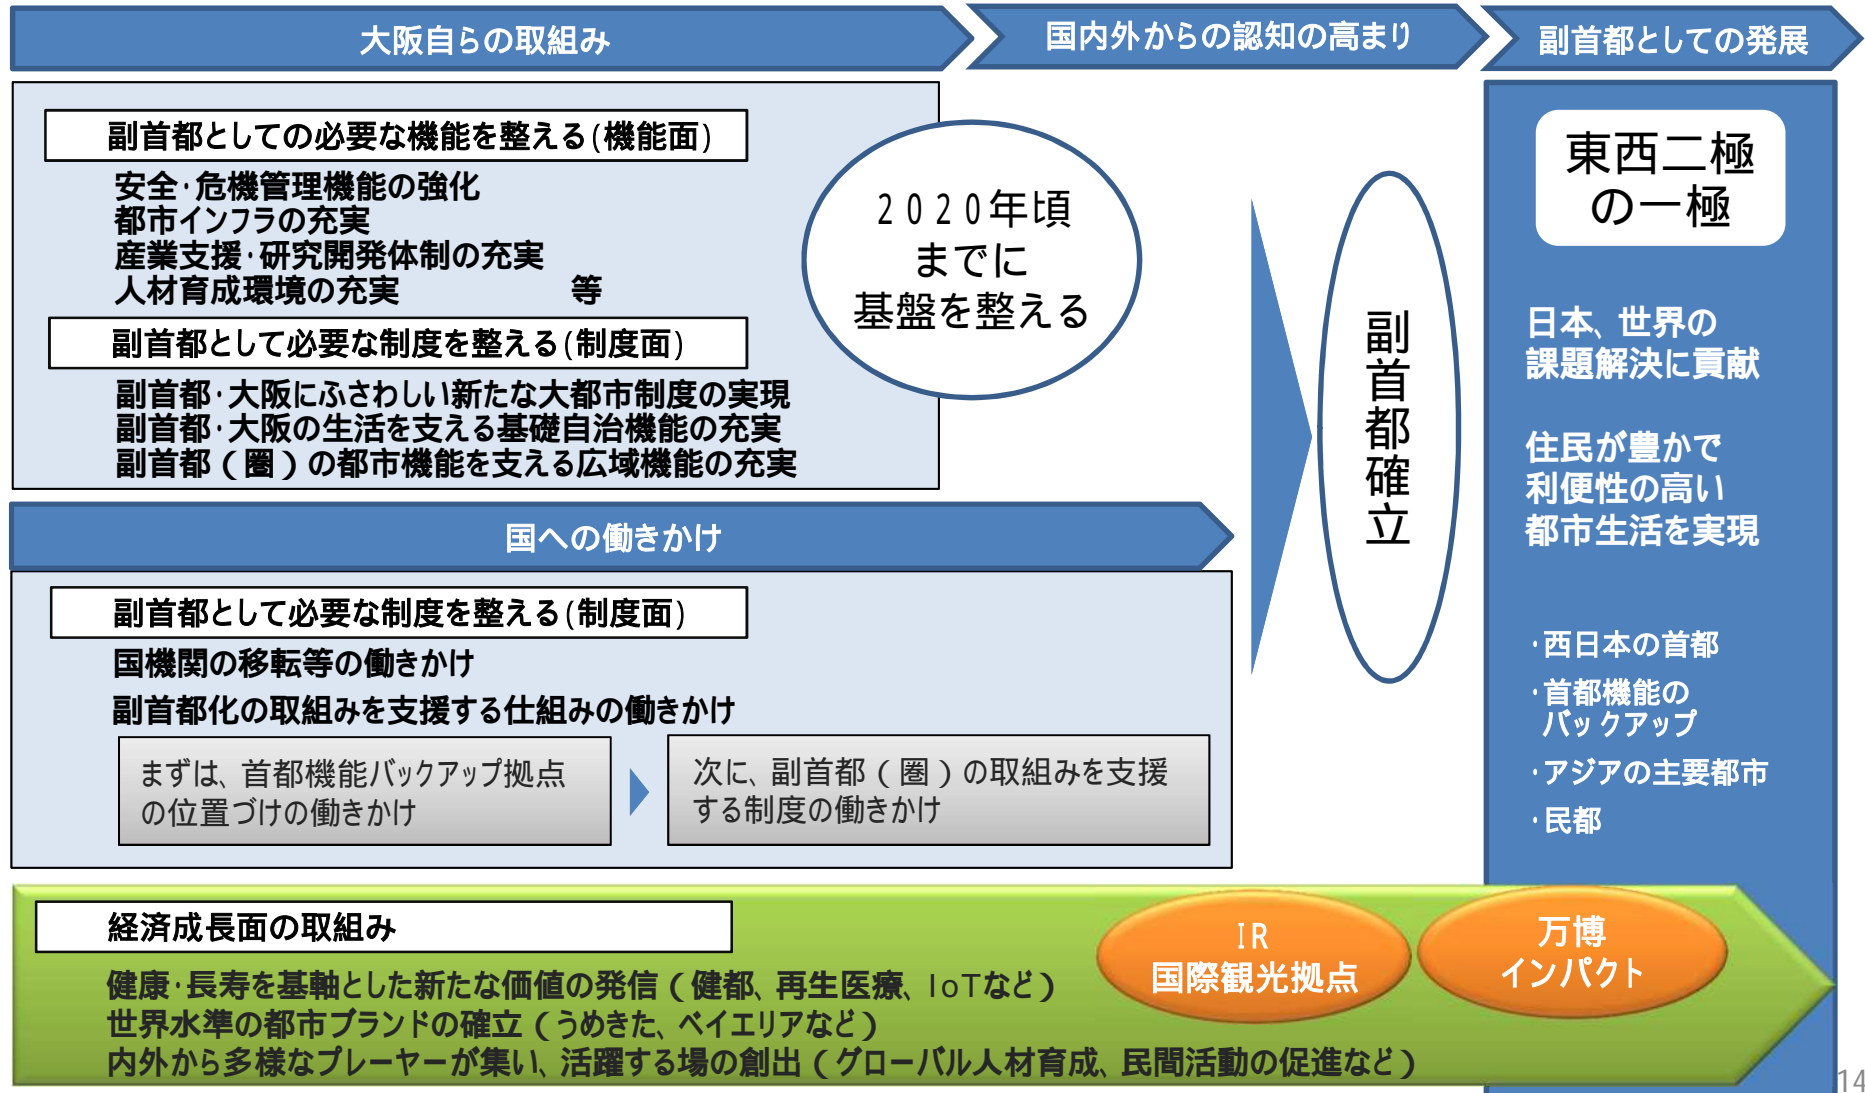 大阪自らの取組み
国内外からの認知の高まり
副首都としての発展
副首都としての必要な機能を整える(機能面)
安全・危機管理機能の強化
都市インフラの充実
産業支援・研究開発体制の充実
人材育成環境の充実 等
副首都として必要な制度を整える(制度面)
副首都・大阪にふさわしい新たな大都市制度の実現
副首都・大阪の生活を支える基礎自治機能の充実
副首都(圏)の都市機能を支える広域機能の充実
2020年頃
までに
基盤を整える
国への働きかけ
副首都として必要な制度を整える(制度面)
国機関の移転等の働きかけ
副首都化の取組みを支援する仕組みの働きかけ
まずは、首都機能バックアップ拠点
の位置づけの働きかけ
次に、副首都(圏)の取組みを支援
する制度の働きかけ
副首都確立
東西二極
の一極
日本、世界の
課題解決に貢献
住民が豊かで
利便性の高い
都市生活を実現
・西日本の首都
・首都機能の
バックアップ
・アジアの主要都市
・民都
経済成長面の取組み
健康・長寿を基軸とした新たな価値の発信(健都、再生医療、IoTなど)
世界水準の都市ブランドの確立(うめきた、ベイエリアなど)
内外から多様なプレーヤーが集い、活躍する場の創出(グローバル人材育成、民間活動の促進など)
IR
国際観光拠点
万博
インパクト
14